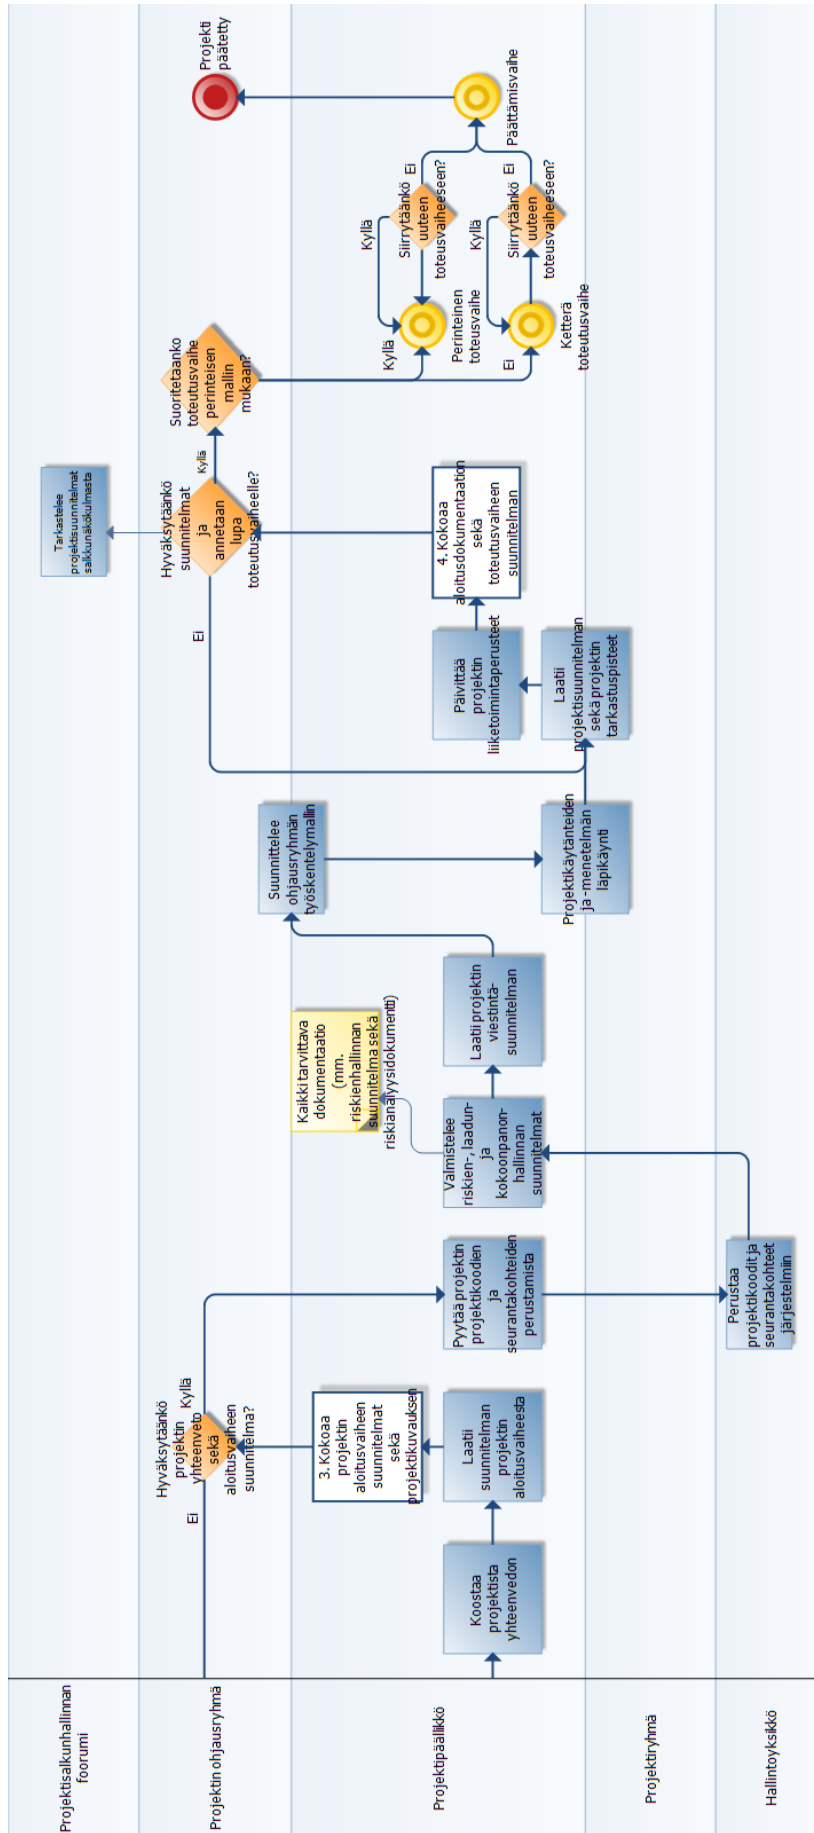 Projektisalkunhallinnan
foorumi
Projektin ohjausryhmä
Projektipäällikkö
Projektiryhmä
Hallintoyksikkö
Koostaa
projektista
yhteenvedon
Laatii
suunnitelman
projektin
aloitusvaiheesta
3. Kokoaa
projektin
aloitusvaiheen
suunnitelmat
sekä
projektikuvauksen
Hyväksytäänkö
projektin
yhteenveto
sekä
aloitusvaiheen
suunnitelma?
Ei
Kyllä
Pyytää projektin
projektikoodien
ja
seurantakohteiden
perustamista
Perustaa
projektikoodit ja
seurantakohteet
järjestelmiin
Valmistelee
riskien-, laadun-
ja
kokoonpanon-
hallinnan
suunnitelmat
Kaikki tarvittava
dokumentaatio
(mm.
riskienhallinnan
suunnitelma sekä
riskianalyysidokumentti)
Laatii projektin
viestintä-
suunnitelman
Suunnittelee
ohjausryhmän
työskentelymallin
Projektikäytänteiden
ja -menetelmän
läpikäynti
Laatii
projektisuunnitelman
sekä projektin
tarkastuspisteet
Päivittää
projektin
liiketoimintaperusteet
4. Kokoaa
aloitusdokumentaation
sekä
toteutusvaiheen
suunnitelman
Hyväksytäänkö
suunnitelmat
ja
annetaan
lupa
toteutusvaiheelle?
Ei
Kyllä
Tarkastelee
projektisuunnitelmat
salkkunäkökulmasta
Suoritetaanko
toteutusvaihe
perinteisen
mallin
mukaan?
Kyllä
Ei
Perinteinen
toteusvaihe
Ketterä
toteutusvaihe
Kyllä
Siirrytäänkö
uuteen
toteutusvaiheeseen?
Ei
Kyllä
Siirrytäänkö
uuteen
toteutusvaiheeseen?
Ei
Päättämisvaihe
Projekti
päätetty